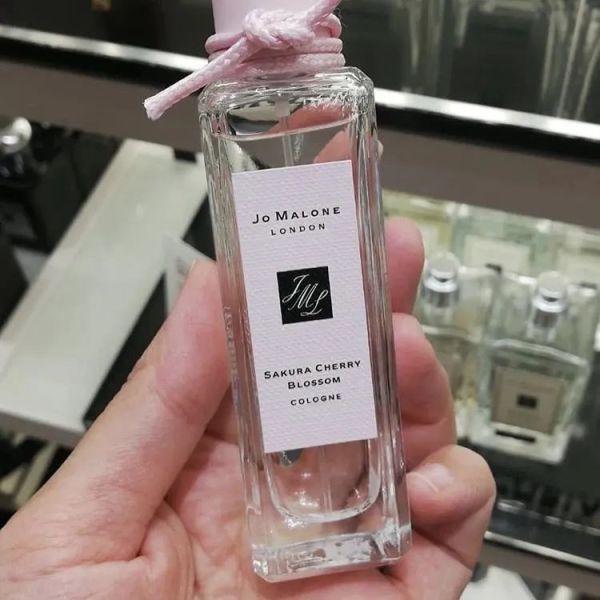 JO MALONE
LONDON
JML
SAKURA CHERRY
BLOSSOM
COLOGNE